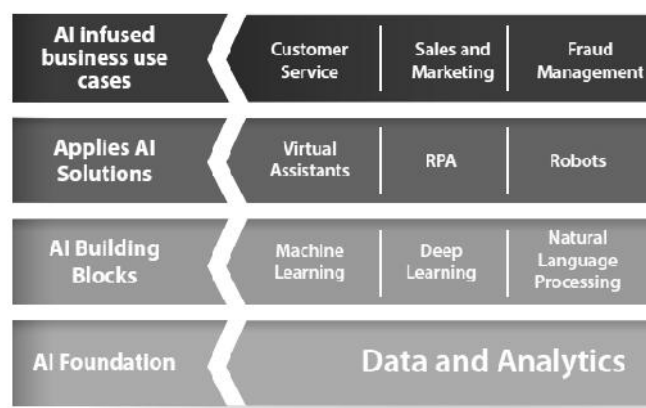 AI infused
business use
cases
Customer
Service
Sales and
Marketing
Fraud
Management
Applies AI
Solutions
Virtual
Assistants
RPA
Robots
AI Building
Blocks
Machine
Learning
Deep
Learning
Natural
Language
Processing
AI Foundation
Data and Analytics